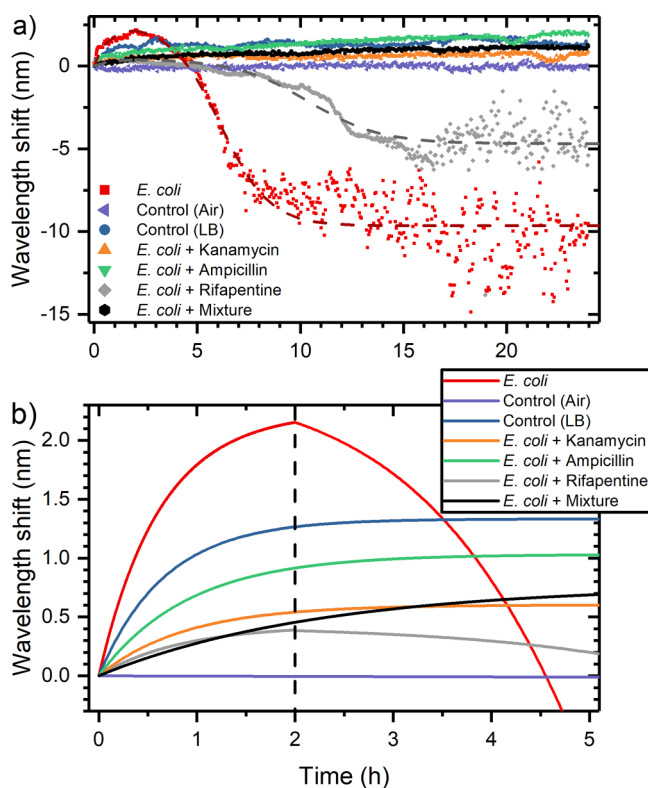 a)
Wavelength shift (nm)
0
-5
-10
-15
E. coli
Control (Air)
Control (LB)
E. coli + Kanamycin
E. coli + Ampicillin
E. coli + Rifapentine
E. coli + Mixture
0 5 10 15 20
b)
Wavelength shift (nm)
2.0
1.5
1.0
0.5
0.0
E. coli
Control (Air)
Control (LB)
E. coli + Kanamycin
E. coli + Ampicillin
E. coli + Rifapentine
E. coli + Mixture
0 1 2 3 4 5
Time (h)